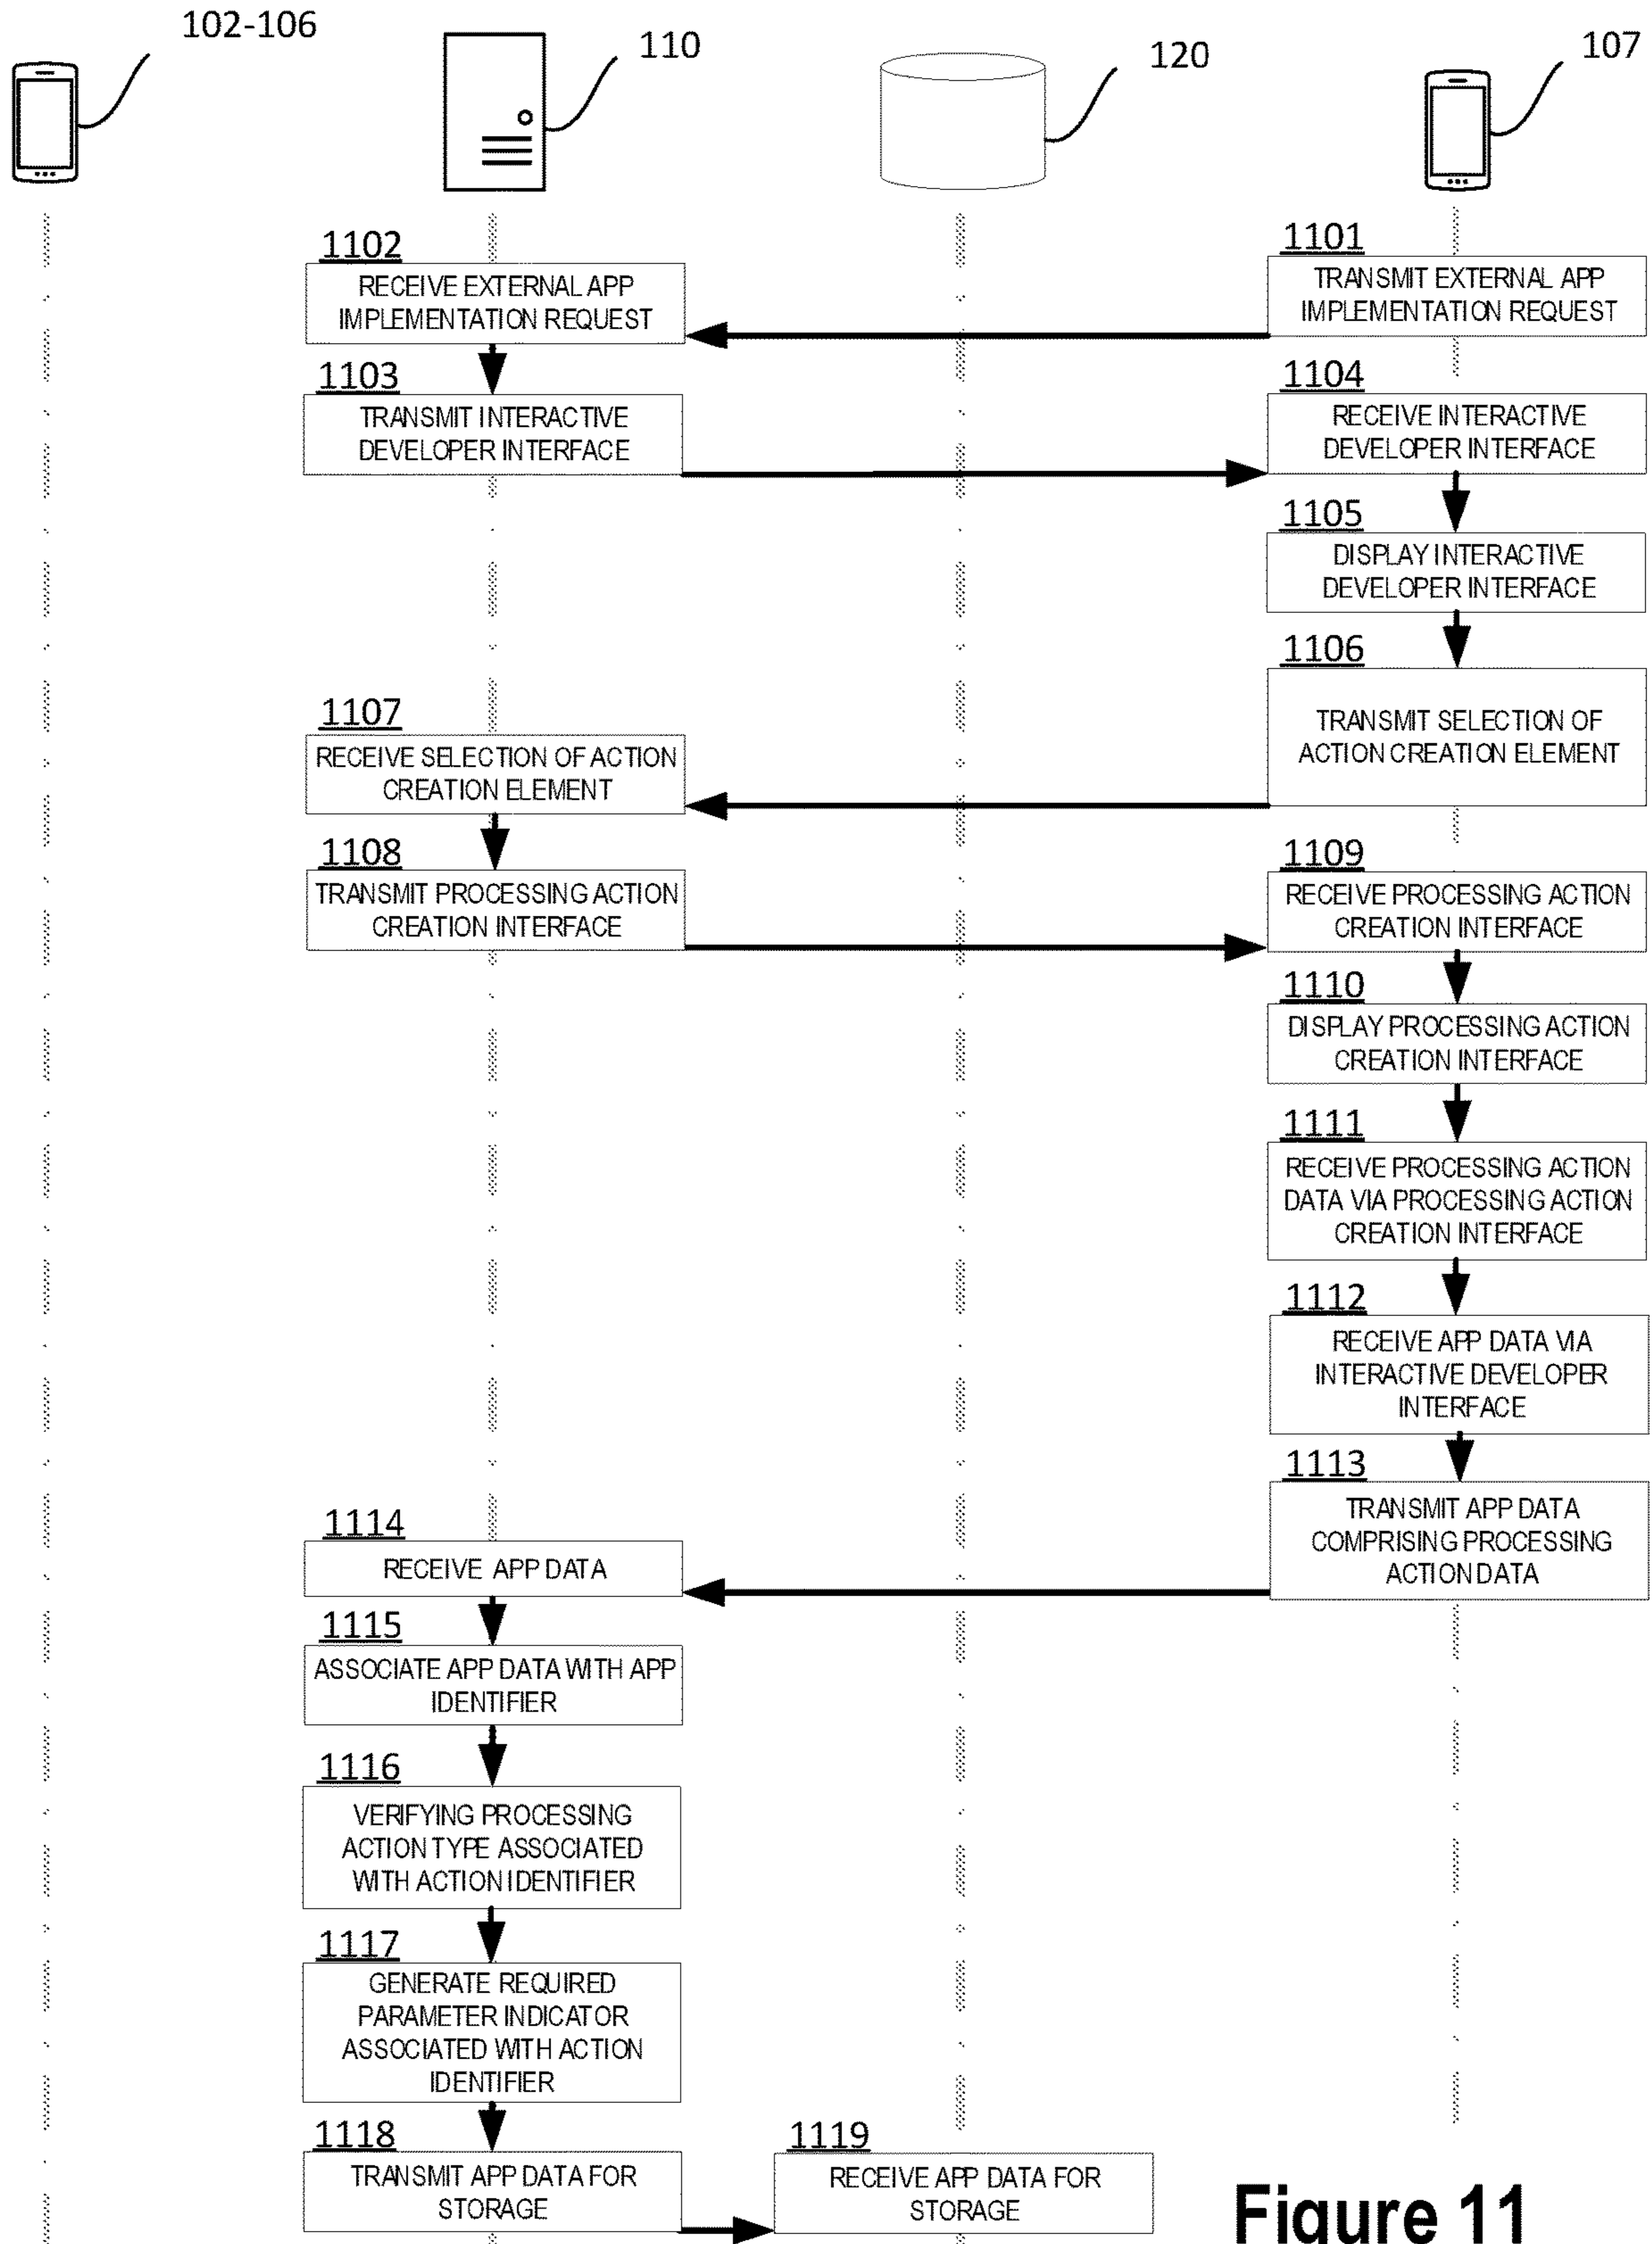 102-106
110
120
107
1101
TRANSMIT EXTERNAL APP
IMPLEMENTATION REQUEST
1102
RECEIVE EXTERNAL APP
IMPLEMENTATION REQUEST
1103
TRANSMIT INTERACTIVE
DEVELOPER INTERFACE
1104
RECEIVE INTERACTIVE
DEVELOPER INTERFACE
1105
DISPLAY INTERACTIVE
DEVELOPER INTERFACE
1106
TRANSMIT SELECTION OF
ACTION CREATION ELEMENT
1107
RECEIVE SELECTION OF ACTION
CREATION ELEMENT
1108
TRANSMIT PROCESSING ACTION
CREATION INTERFACE
1109
RECEIVE PROCESSING ACTION
CREATION INTERFACE
1110
DISPLAY PROCESSING ACTION
CREATION INTERFACE
1111
RECEIVE PROCESSING ACTION
DATA VIA PROCESSING ACTION
CREATION INTERFACE
1112
RECEIVE APP DATA VIA
INTERACTIVE DEVELOPER
INTERFACE
1113
TRANSMIT APP DATA
COMPRISING PROCESSING
ACTION DATA
1114
RECEIVE APP DATA
1115
ASSOCIATE APP DATA WITH APP
IDENTIFIER
1116
VERIFYING PROCESSING
ACTION TYPE ASSOCIATED
WITH ACTION IDENTIFIER
1117
GENERATE REQUIRED
PARAMETER INDICATOR
ASSOCIATED WITH ACTION
IDENTIFIER
1118
TRANSMIT APP DATA FOR
STORAGE
1119
RECEIVE APP DATA FOR
STORAGE
Figure 11